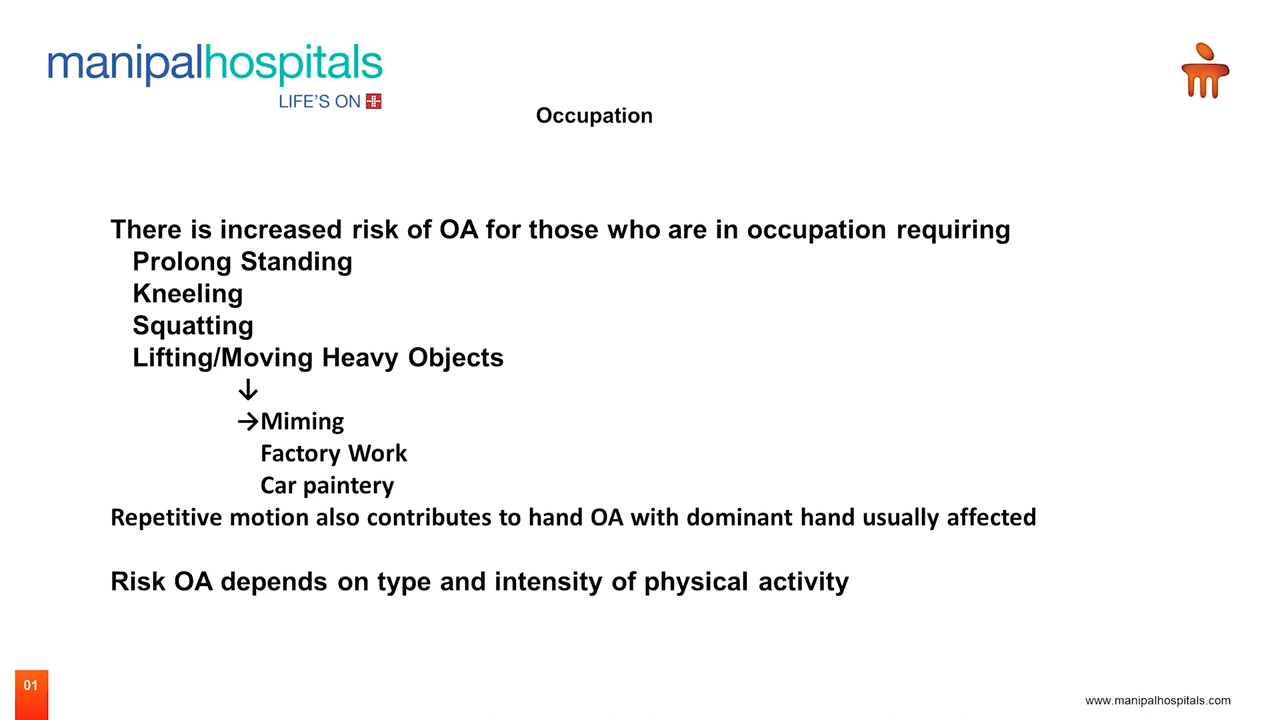 manipalhospitals
LIFE'S ON
Occupation
There is increased risk of OA for those who are in occupation requiring
Prolong Standing
Kneeling
Squatting
Lifting/Moving Heavy Objects
↓
→Miming
Factory Work
Car paintery
Repetitive motion also contributes to hand OA with dominant hand usually affected
Risk OA depends on type and intensity of physical activity
01
www.manipalhospitals.com